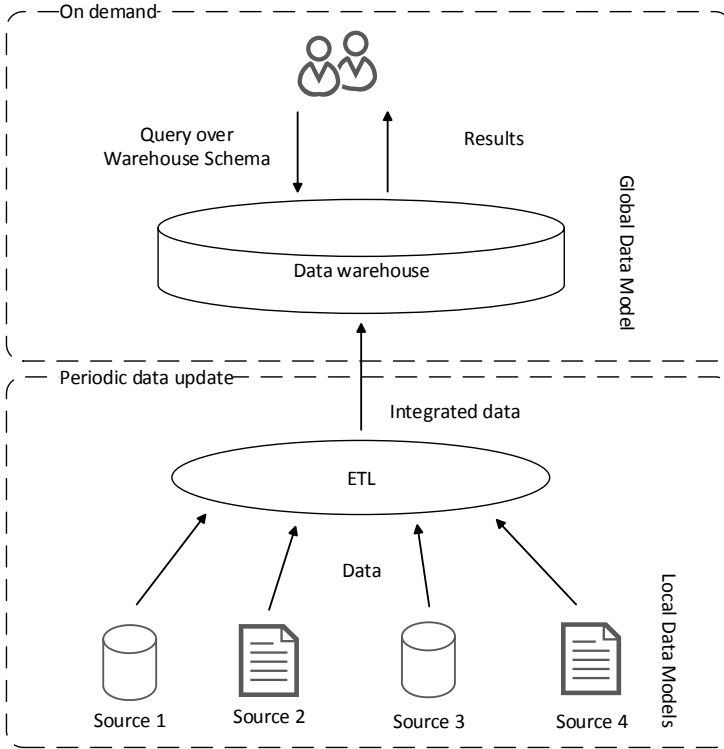 On demand
Query over
Warehouse Schema
Results
Global Data Model
Data warehouse
Periodic data update
Integrated data
ETL
Data
Local Data Models
Source 1
Source 2
Source 3
Source 4